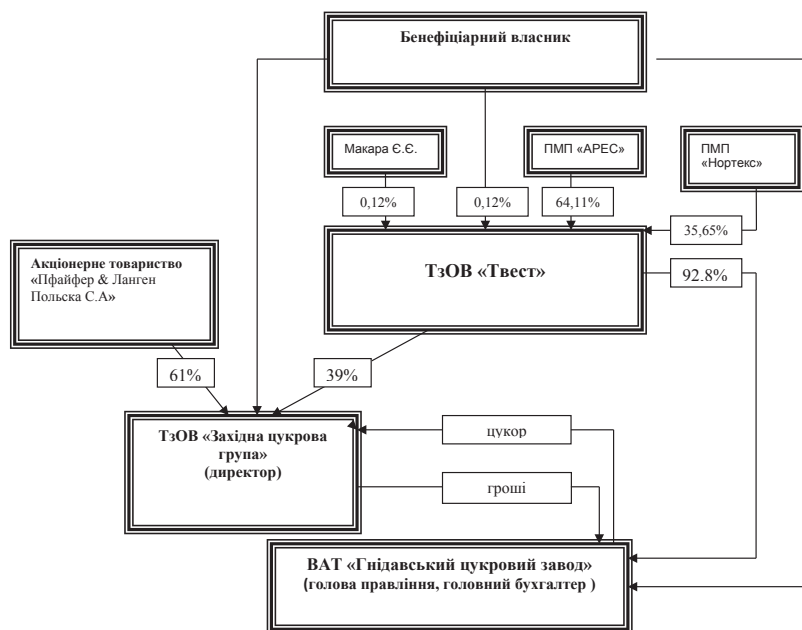 Бенефіціарний власник
Макара Є.Є.
ПМП «АРЕС»
ПМП
«Нортекс»
0,12%
0,12%
64,11%
35,65%
Акціонерне товариство
«Пфайфер & Ланген
Польска С.А»
ТзОВ «Твест»
92.8%
61%
39%
ТзОВ «Західна цукрова
група»
(директор)
цукор
гроші
ВАТ «Гнідавський цукровий завод»
(голова правління, головний бухгалтер )